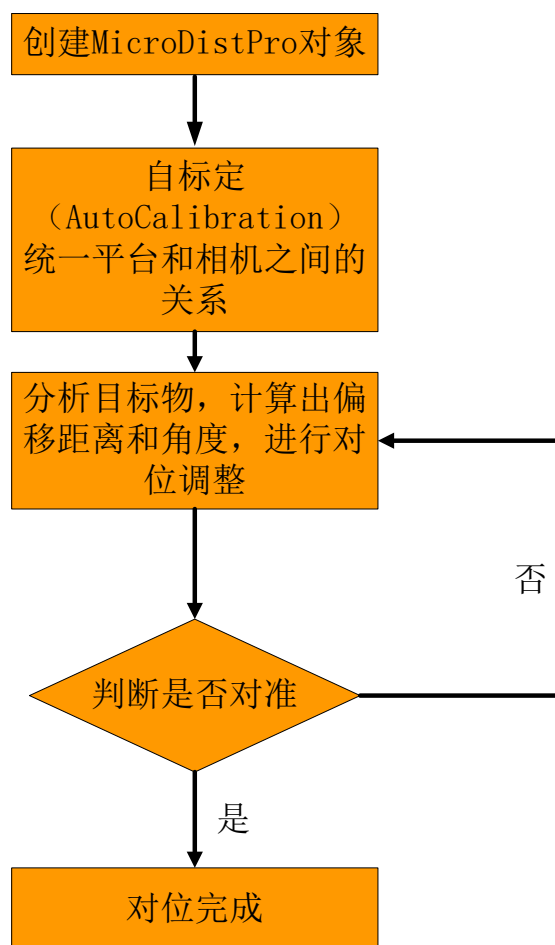 创建MicroDistPro对象
自标定
（AutoCalibration）
统一平台和相机之间的
关系
分析目标物，计算出偏
移距离和角度，进行对
位调整
否
判断是否对准
是
对位完成